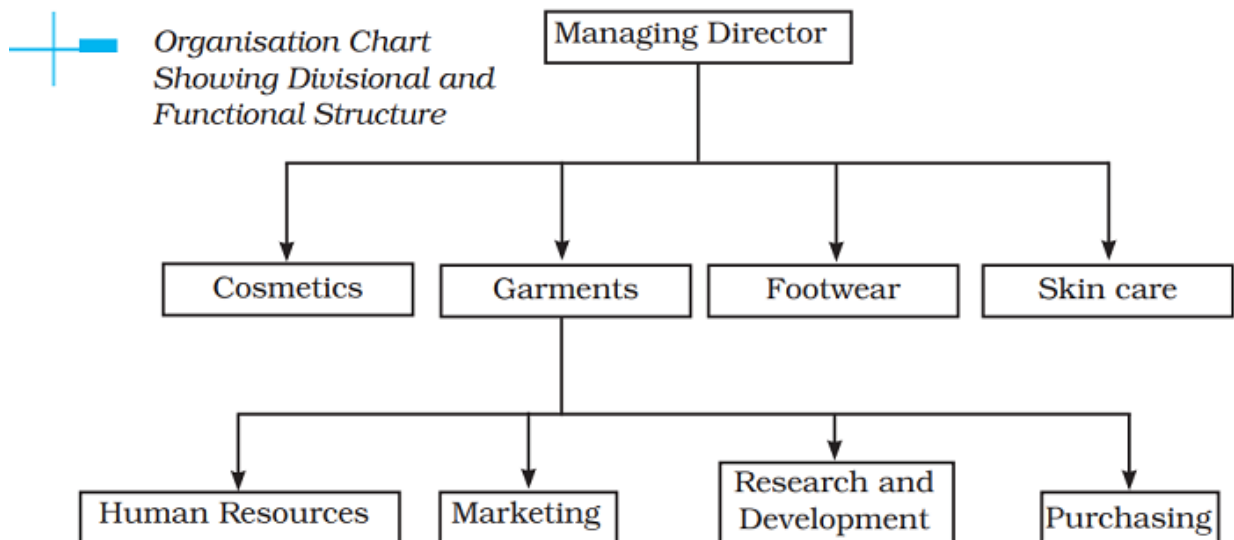 Organisation Chart
Showing Divisional and
Functional Structure
Managing Director
Cosmetics
Garments
Footwear
Skin care
Human Resources
Marketing
Research and
Development
Purchasing